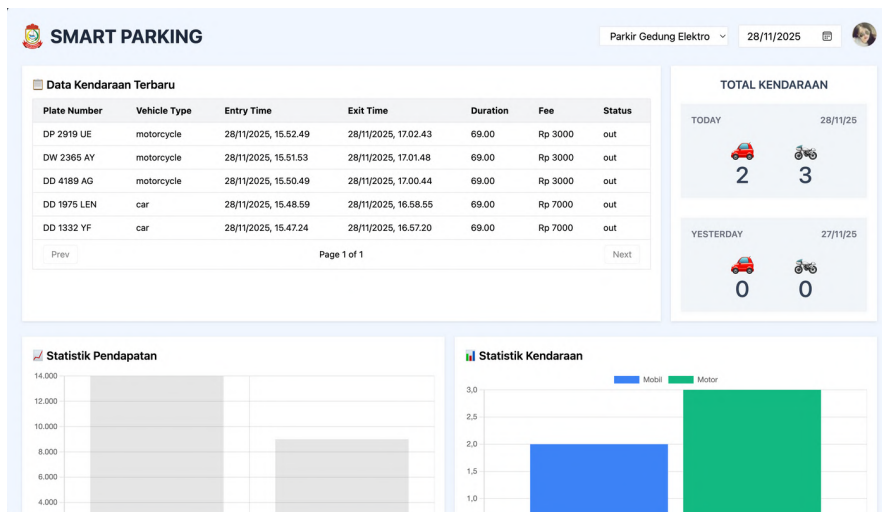 SMART PARKING
Parkir Gedung Elektro
28/11/2025
Data Kendaraan Terbaru
Plate Number Vehicle Type Entry Time Exit Time Duration Fee Status
DP 2919 UE motorcycle 28/11/2025, 15.52.49 28/11/2025, 17.02.43 69.00 Rp 3000 out
DW 2365 AY motorcycle 28/11/2025, 15.51.53 28/11/2025, 17.01.48 69.00 Rp 3000 out
DD 4189 AG motorcycle 28/11/2025, 15.50.49 28/11/2025, 17.00.44 69.00 Rp 3000 out
DD 1975 LEN car 28/11/2025, 15.48.59 28/11/2025, 16.58.55 69.00 Rp 7000 out
DD 1332 YF car 28/11/2025, 15.47.24 28/11/2025, 16.57.20 69.00 Rp 7000 out
Prev Page 1 of 1 Next
TOTAL KENDARAAN
TODAY 28/11/25
2 3
YESTERDAY 27/11/25
0 0
Statistik Pendapatan
14.000
12.000
10.000
8.000
6.000
4.000
Statistik Kendaraan
Mobil Motor
3,0
2,5
2,0
1,5
1,0